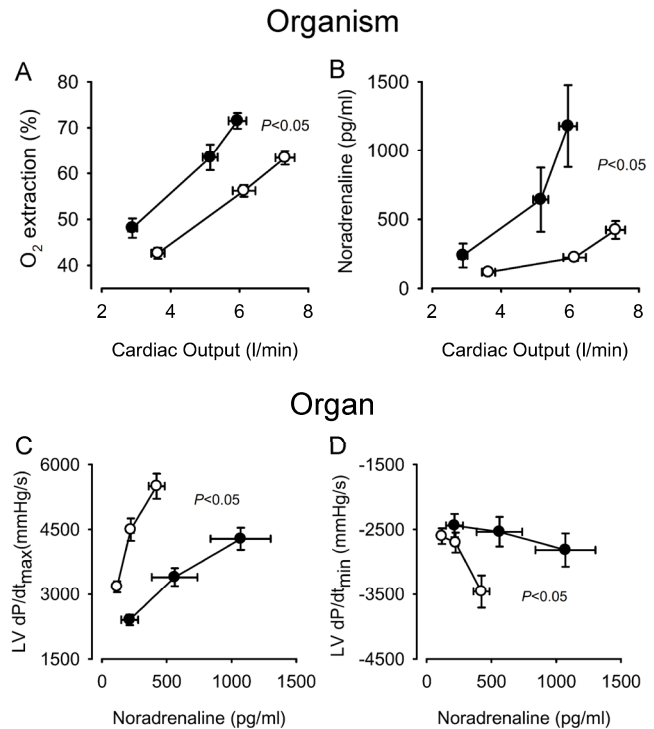 Organism
A
B
O2 extraction (%)
80
70
60
50
40
P<0.05
2 4 6 8
Cardiac Output (l/min)
Noradrenaline (pg/ml)
1500
1000
500
0
P<0.05
2 4 6 8
Cardiac Output (l/min)
Organ
C
D
LV dP/dtmax(mmHg/s)
6000
4500
3000
1500
P<0.05
0 500 1000 1500
Noradrenaline (pg/ml)
LV dP/dtmin (mmHg/s)
-1500
-2500
-3500
-4500
P<0.05
0 500 1000 1500
Noradrenaline (pg/ml)